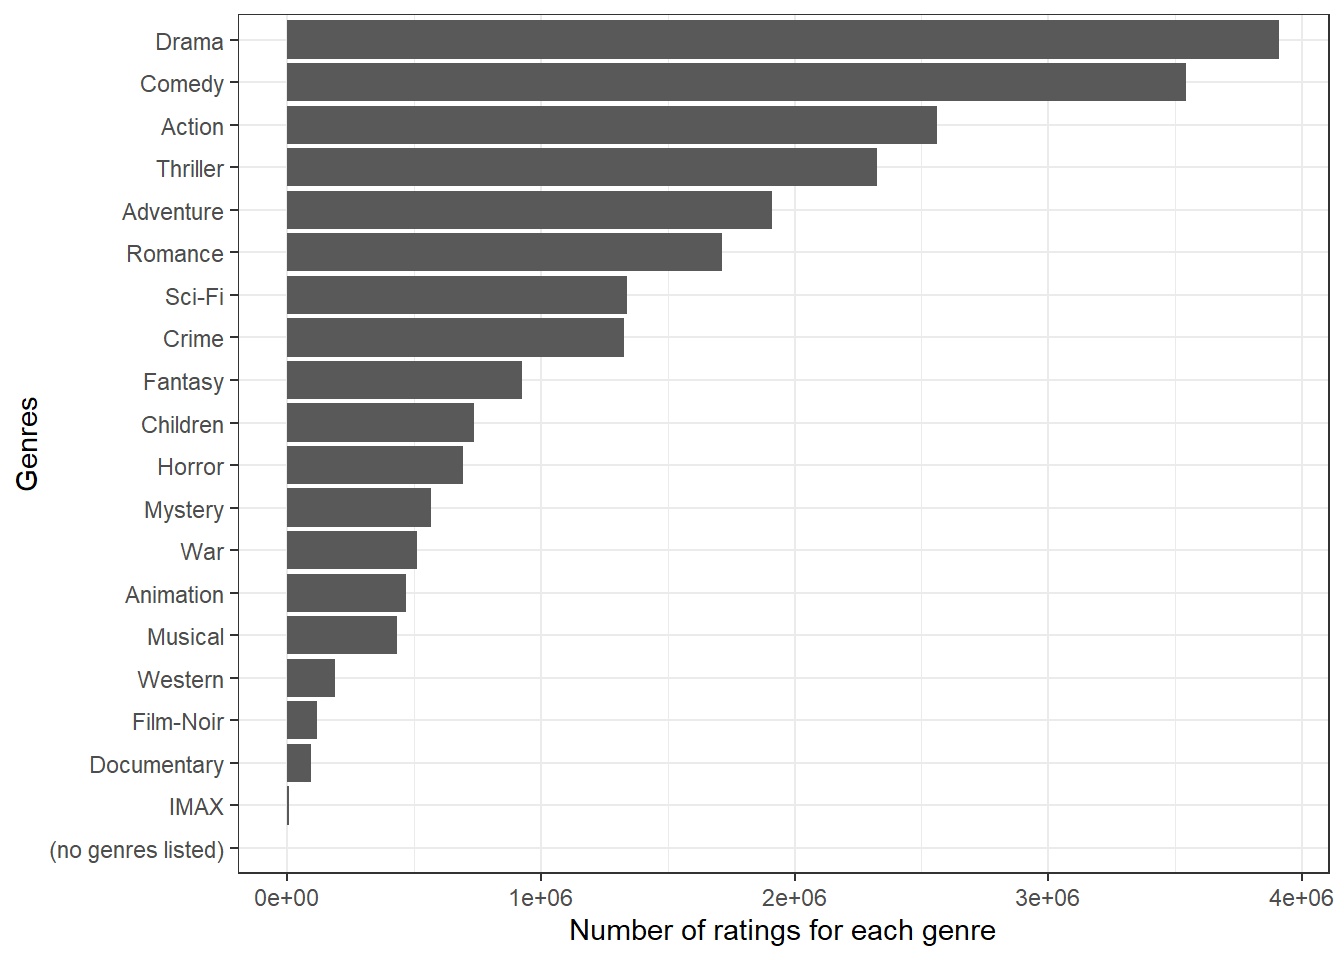 Genres
Drama
Comedy
Action
Thriller
Adventure
Romance
Sci-Fi
Crime
Fantasy
Children
Horror
Mystery
War
Animation
Musical
Western
Film-Noir
Documentary
IMAX
(no genres listed)
0e+00 1e+06 2e+06 3e+06 4e+06
Number of ratings for each genre